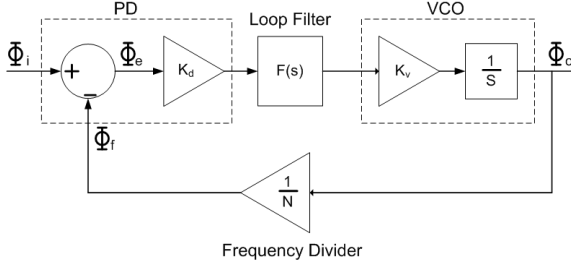 PD
Loop Filter
VCO
Φi
+
Φe
Kd
F(s)
Kv
1
S
Φo
−
Φf
1
N
Frequency Divider